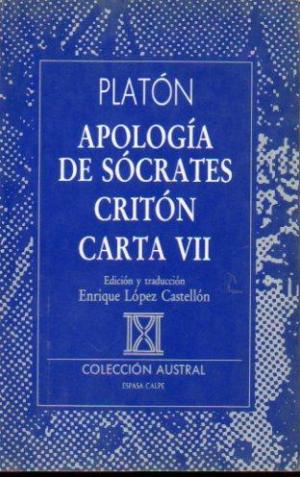 PLATÓN
APOLOGÍA
DE SÓCRATES
CRITÓN
CARTA VII
Edición y traducción
Enrique López Castellón
COLECCIÓN AUSTRAL
ESPASA CALPE